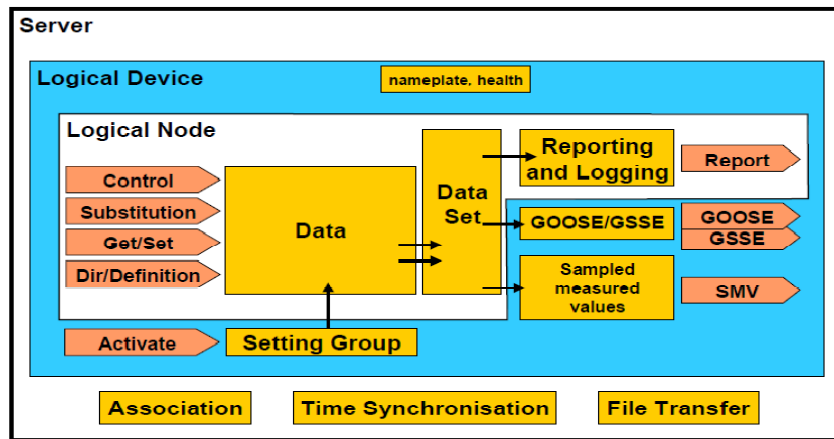 Server
Logical Device
nameplate, health
Logical Node
Control
Substitution
Get/Set
Dir/Definition
Data
Data
Set
Reporting
and Logging
Report
GOOSE/GSSE
GOOSE
GSSE
Sampled
measured
values
SMV
Activate
Setting Group
Association
Time Synchronisation
File Transfer